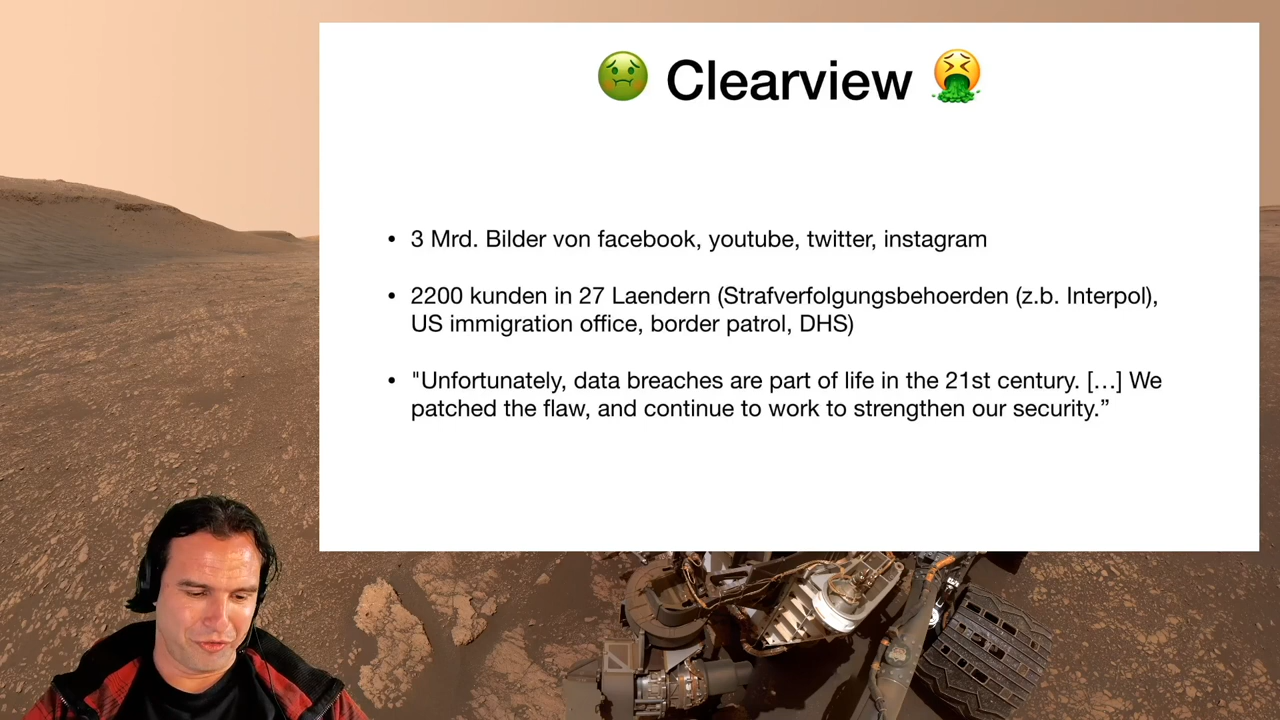 🤢 Clearview 🤮
• 3 Mrd. Bilder von facebook, youtube, twitter, instagram
• 2200 kunden in 27 Laendern (Strafverfolgungsbehoerden (z.b. Interpol),
US immigration office, border patrol, DHS)
• "Unfortunately, data breaches are part of life in the 21st century. […] We
patched the flaw, and continue to work to strengthen our security.”